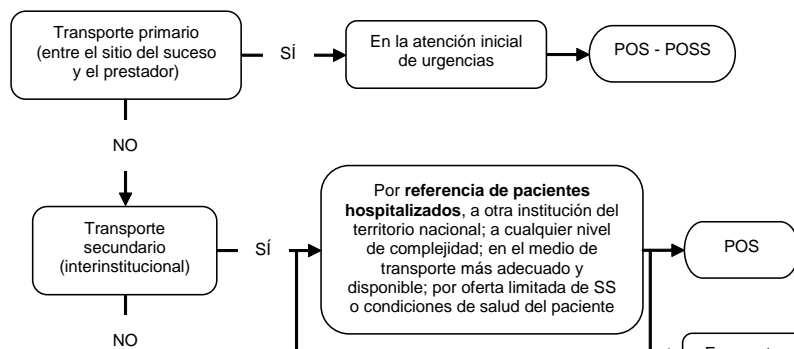 Transporte primario
(entre el sitio del suceso
y el prestador)
SÍ
En la atención inicial
de urgencias
POS - POSS
NO
Transporte
secundario
(interinstitucional)
SÍ
Por referencia de pacientes
hospitalizados, a otra institución del
territorio nacional; a cualquier nivel
de complejidad; en el medio de
transporte más adecuado y
disponible; por oferta limitada de SS
o condiciones de salud del paciente
POS
NO